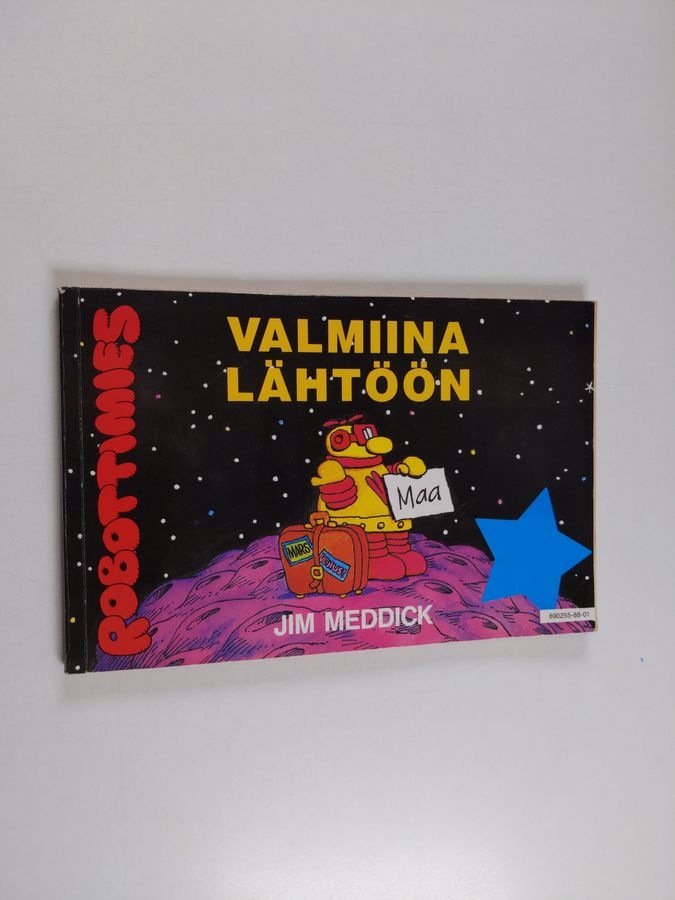 ROBOTTIMIES
VALMIINA
LÄHTÖÖN
Maa
MARS
VENUS!
JIM MEDDICK
690255-88-01